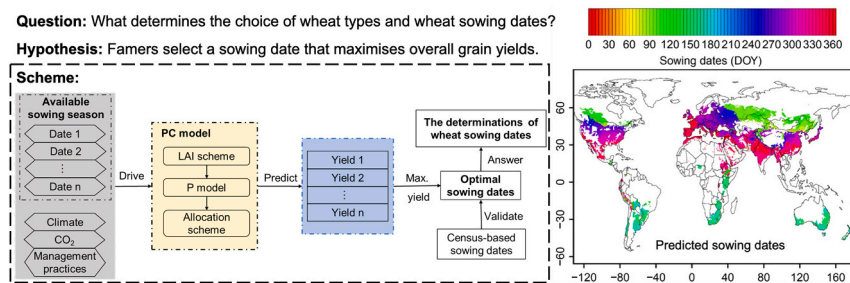 Question: What determines the choice of wheat types and wheat sowing dates?
Hypothesis: Famers select a sowing date that maximises overall grain yields.
Scheme:
Available
sowing season
Date 1
Date 2
⋮
Date n
Climate
CO₂
Management
practices
Drive
PC model
LAI scheme
P model
Allocation
scheme
Predict
Yield 1
Yield 2
⋮
Yield n
Max.
yield
The determinations of
wheat sowing dates
Answer
Optimal
sowing dates
Validate
Census-based
sowing dates
0 30 60 90 120 150 180 210 240 270 300 330 360
Sowing dates (DOY)
60
30
0
−30
−60
Predicted sowing dates
−120 −80 −40 0 40 80 120 160